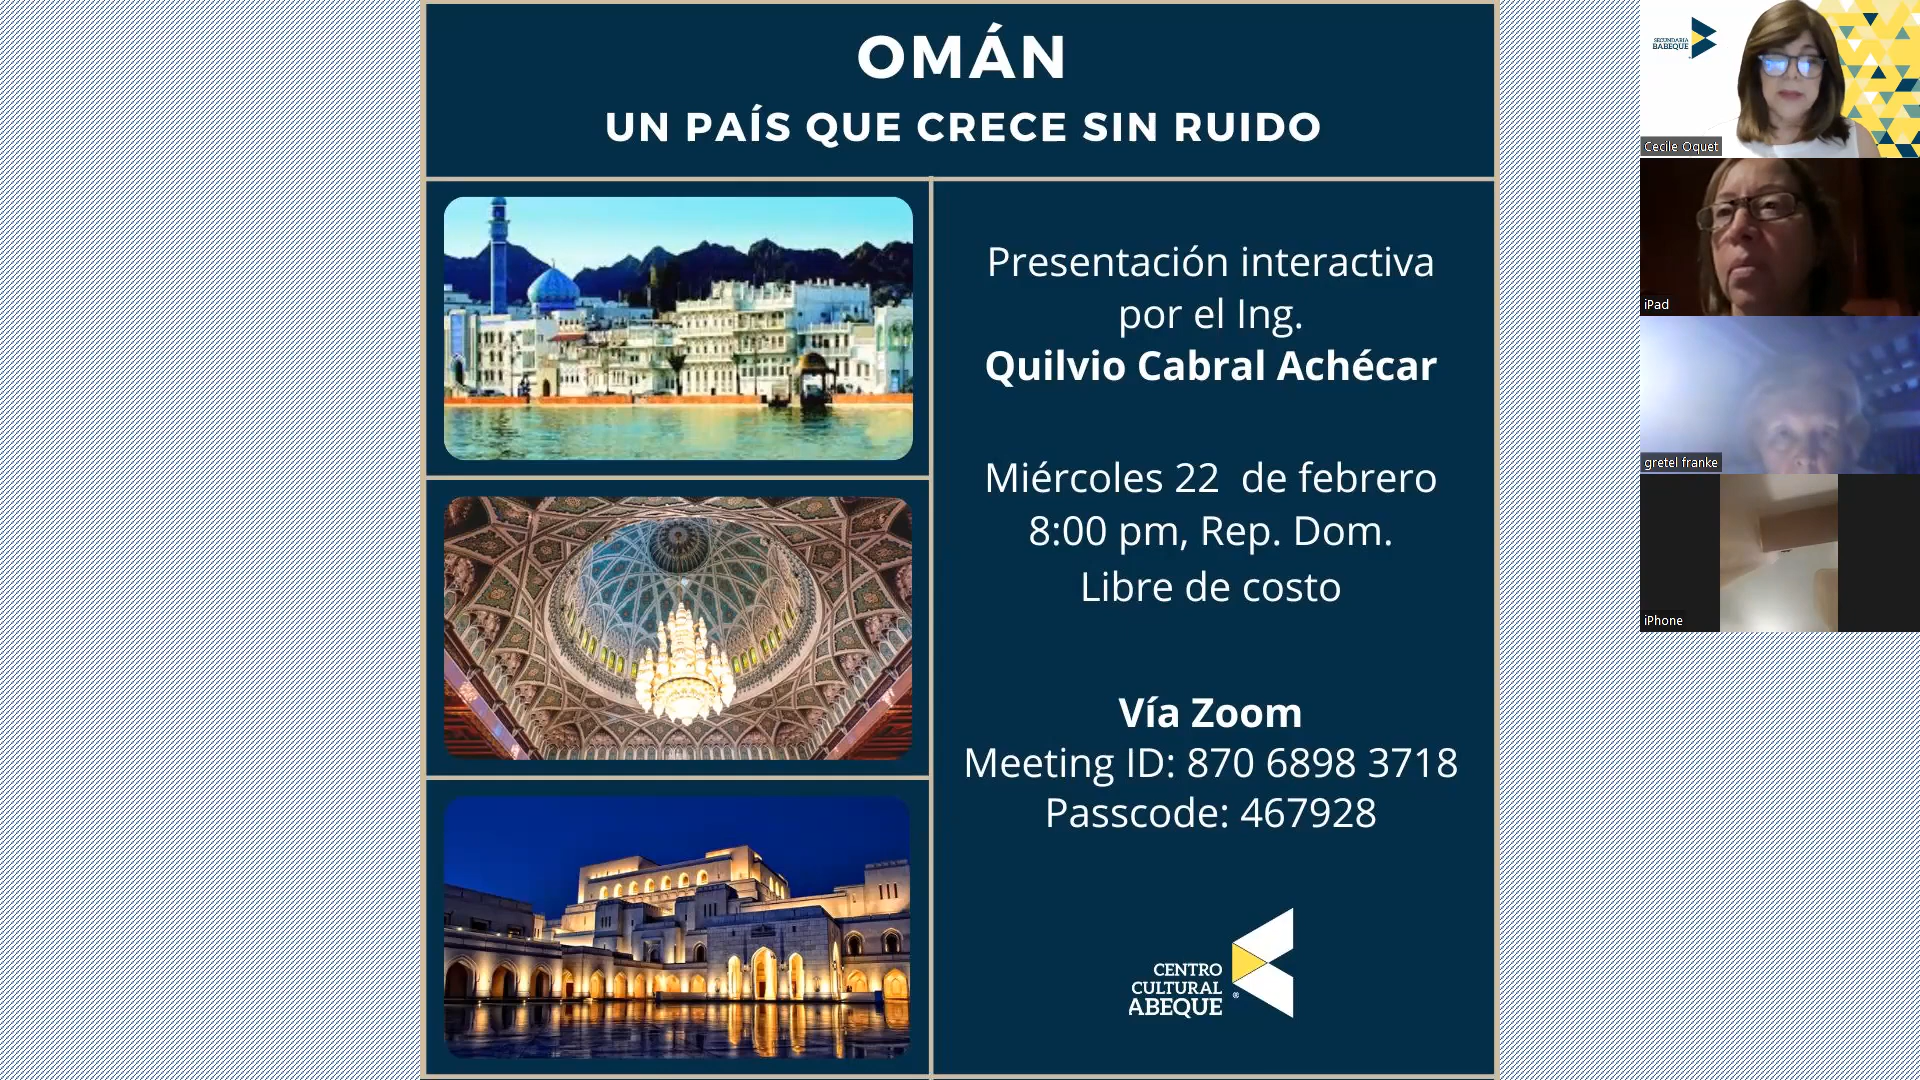 OMÁN
UN PAÍS QUE CRECE SIN RUIDO
Presentación interactiva
por el Ing.
Quilvio Cabral Achécar
Miércoles 22 de febrero
8:00 pm, Rep. Dom.
Libre de costo
Vía Zoom
Meeting ID: 870 6898 3718
Passcode: 467928
CENTRO
CULTURAL
ABEQUE ®
SECUNDARIA
BABEQUE
Cecile Oquet
iPad
gretel franke
iPhone